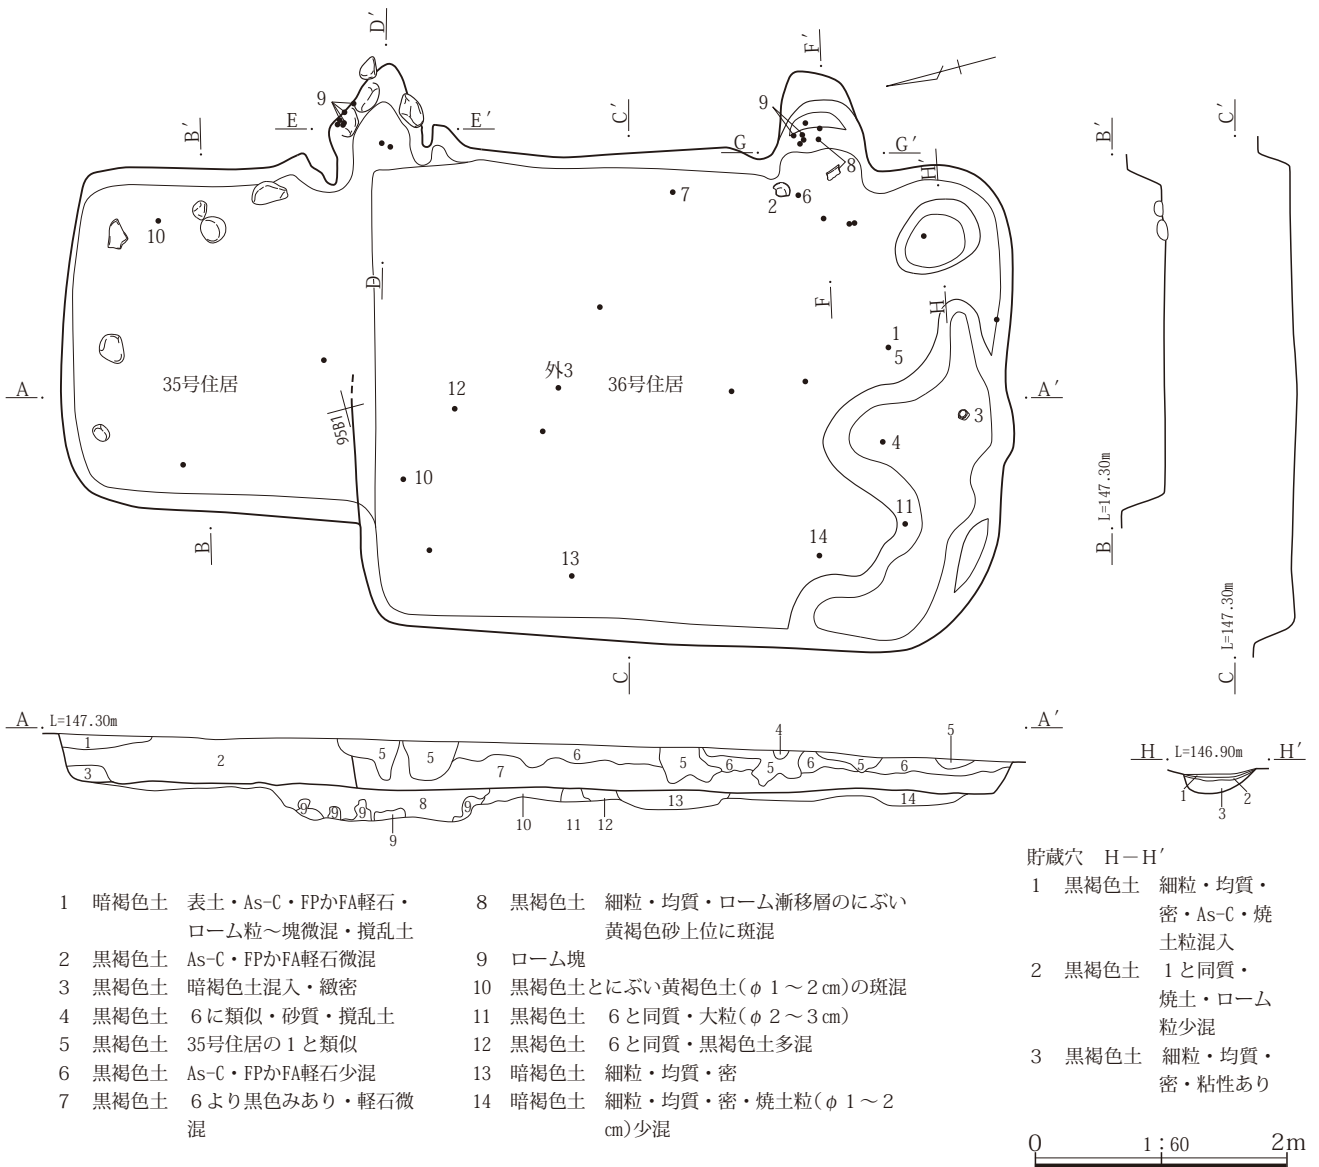 D′
F′
9
E
E′
B′
C′
9
G
G′
H′
8
7
2
6
10
D
F
H
1
5
外3
35号住居
36号住居
12
A
A′
3
95B1
4
10
11
14
13
B
C
B′
C′
L=147.30m
B
L=147.30m
C
A
L=147.30m
A′
1
2
3
5
5
6
7
5
6
5
4
6
5
6
5
9
9
9
8
9
9
10
11
12
13
14
H
L=146.90m
H′
1
2
3
1 暗褐色土 表土・As-C・FPかFA軽石・
ローム粒～塊微混・攪乱土
2 黒褐色土 As-C・FPかFA軽石微混
3 黒褐色土 暗褐色土混入・緻密
4 黒褐色土 6に類似・砂質・攪乱土
5 黒褐色土 35号住居の1と類似
6 黒褐色土 As-C・FPかFA軽石少混
7 黒褐色土 6より黒色みあり・軽石微
混
8 黒褐色土 細粒・均質・ローム漸移層のにぶい
黄褐色砂上位に斑混
9 ローム塊
10 黒褐色土とにぶい黄褐色土(φ1～2㎝)の斑混
11 黒褐色土 6と同質・大粒(φ2～3㎝)
12 黒褐色土 6と同質・黒褐色土多混
13 暗褐色土 細粒・均質・密
14 暗褐色土 細粒・均質・密・焼土粒(φ1～2
㎝)少混
貯蔵穴 H－H′
1 黒褐色土 細粒・均質・
密・As-C・焼
土粒混入
2 黒褐色土 1と同質・
焼土・ローム
粒少混
3 黒褐色土 細粒・均質・
密・粘性あり
0 1：60 2m